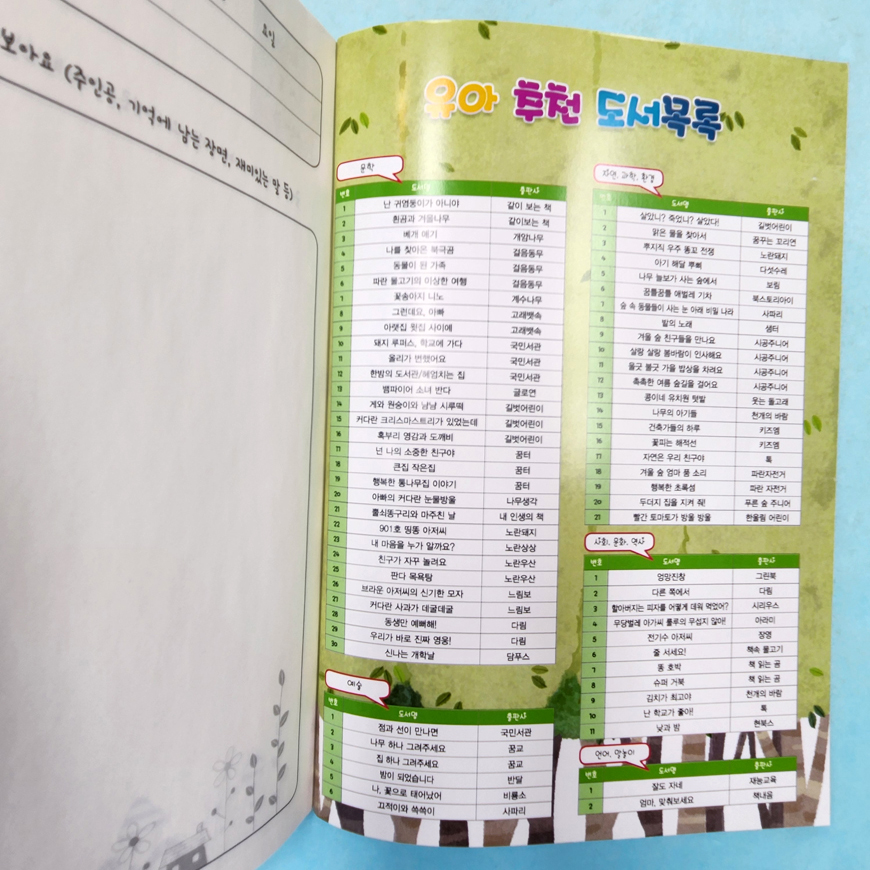 요일
보아요 (주인공, 기억에 남는 장면, 재미있는 말 등)
유아 추천 도서목록
문학
번호 도서명 출판사
1 난 귀염둥이가 아니야 같이 보는 책
2 흰곰과 거울나무 같이보는 책
3 베개 애기 개암나무
4 나를 찾아온 북극곰 걸음동무
5 동물이 된 가족 걸음동무
6 파란 물고기의 이상한 여행 걸음동무
7 꽃송아지 니노 계수나무
8 그런데요, 아빠 고래뱃속
9 아랫집 윗집 사이에 고래뱃속
10 돼지 루퍼스, 학교에 가다 국민서관
11 올리가 변했어요 국민서관
12 한밤의 도서관/헤엄치는 집 국민서관
13 뱀파이어 소녀 반다 글로연
14 게와 원숭이와 냠냠 시루떡 길벗어린이
15 커다란 크리스마스트리가 있었는데 길벗어린이
16 혹부리 영감과 도깨비 길벗어린이
17 넌 나의 소중한 친구야 꿈터
18 큰집 작은집 꿈터
19 행복한 통나무집 이야기 꿈터
20 아빠의 커다란 눈물방울 나무생각
21 뿔쇠똥구리와 마주친 날 내 인생의 책
22 901호 띵똥 아저씨 노란돼지
23 내 마음을 누가 알까요? 노란상상
24 친구가 자꾸 놀려요 노란우산
25 판다 목욕탕 노란우산
26 브라운 아저씨의 신기한 모자 느림보
27 커다란 사과가 데굴데굴 느림보
28 동생만 예뻐해! 다림
29 우리가 바로 진짜 영웅! 다림
30 신나는 개학날 담푸스
예술
번호 도서명 출판사
1 점과 선이 만나면 국민서관
2 나무 하나 그려주세요 꿈교
3 집 하나 그려주세요 꿈교
4 밤이 되었습니다 반달
5 나, 꽃으로 태어났어 비룡소
6 끄적이와 쓱쓱이 사파리
자연, 과학, 환경
번호 도서명 출판사
1 살았니? 죽었니? 살았다! 길벗어린이
2 맑은 물을 찾아서 꿈꾸는 꼬리연
3 후지직 우주 똥꼬 전쟁 노란돼지
4 아기 해달 뿌삐 다섯수레
5 나무 늘보가 사는 숲에서 보림
6 꿈틀꿈틀 애벌레 기차 북스토리아이
7 숲 속 동물들이 사는 눈 아래 비밀 나라 사파리
8 밭의 노래 샘터
9 겨울 숲 친구들을 만나요 시공주니어
10 살랑 살랑 봄바람이 인사해요 시공주니어
11 울긋 불긋 가을 밥상을 차려요 시공주니어
12 촉촉한 여름 숲길을 걸어요 시공주니어
13 콩이네 유치원 텃밭 웃는 돌고래
14 나무의 아기들 천개의 바람
15 건축가들의 하루 키즈엠
16 꽃피는 해적선 키즈엠
17 자연은 우리 친구야 톡
18 겨울 숲 엄마 품 소리 파란자전거
19 행복한 초록섬 파란 자전거
20 두더지 집을 지켜 줘! 푸른 숲 주니어
21 빨간 토마토가 방울 방울 한울림 어린이
사회, 문화, 역사
번호 도서명 출판사
1 엉망진창 그린북
2 다른 쪽에서 다림
3 할아버지는 피자를 어떻게 데워 먹었어? 시리우스
4 무당벌레 아가씨 룰루의 무섭지 않아! 아라미
5 전기수 아저씨 장영
6 줄 서세요! 책속 물고기
7 똥 호박 책 읽는 곰
8 슈퍼 거북 책 읽는 곰
9 김치가 최고야 천개의 바람
10 난 학교가 좋아! 톡
11 낮과 밤 현북스
언어, 말놀이
번호 도서명 출판사
1 잘도 자네 재능교육
2 엄마, 맞춰보세요 책내음